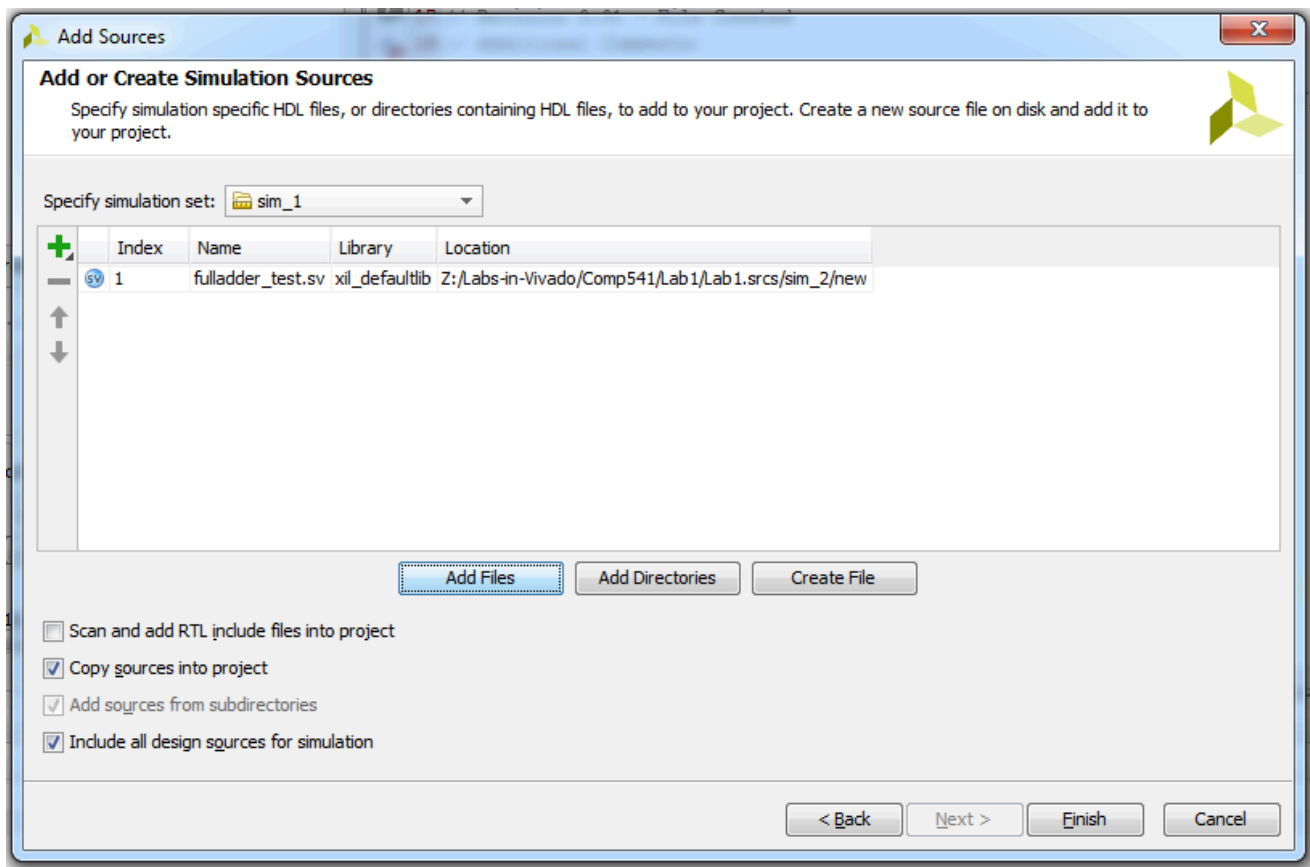 Add Sources
Add or Create Simulation Sources
Specify simulation specific HDL files, or directories containing HDL files, to add to your project. Create a new source file on disk and add it to
your project.
Specify simulation set: sim_1
Index Name Library Location
sv 1 fulladder_test.sv xil_defaultlib Z:/Labs-in-Vivado/Comp541/Lab1/Lab1.srcs/sim_2/new
Add Files Add Directories Create File
Scan and add RTL include files into project
Copy sources into project
Add sources from subdirectories
Include all design sources for simulation
< Back Next > Finish Cancel